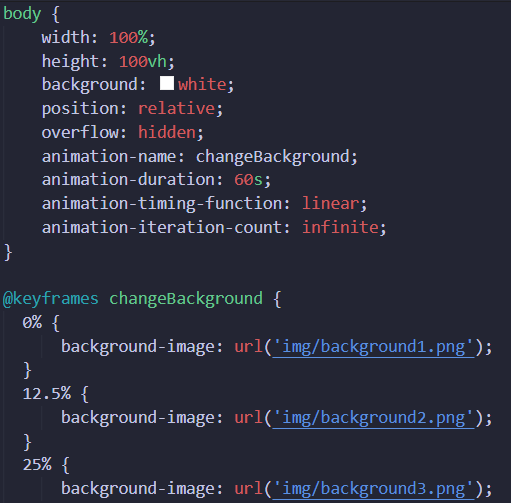 body {
    width: 100%;
    height: 100vh;
    background: white;
    position: relative;
    overflow: hidden;
    animation-name: changeBackground;
    animation-duration: 60s;
    animation-timing-function: linear;
    animation-iteration-count: infinite;
}
@keyframes changeBackground {
  0% {
      background-image: url('img/background1.png');
  }
  12.5% {
      background-image: url('img/background2.png');
  }
  25% {
      background-image: url('img/background3.png');